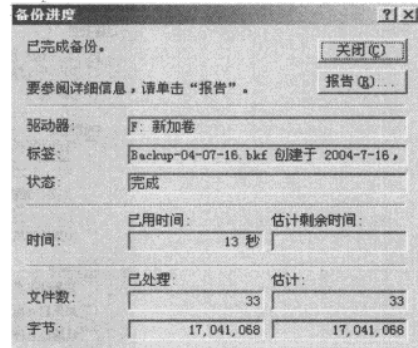 备份进度
已完成备份。
关闭(C)
要参阅详细信息，请单击“报告”。
报告(R)...
驱动器:
F: 新加卷
标签:
Backup-04-07-16.bkf 创建于 2004-7-16，
状态:
完成
已用时间: 估计剩余时间:
时间: 13 秒
已处理: 估计:
文件数: 33 33
字节: 17,041,068 17,041,068